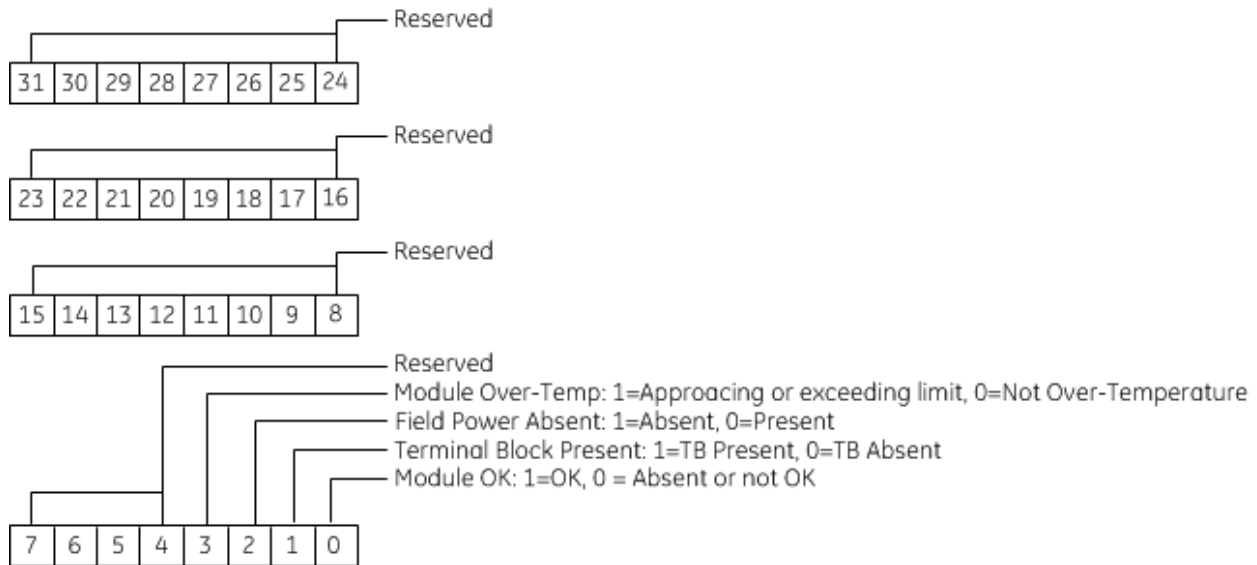 Reserved
31 30 29 28 27 26 25 24
Reserved
23 22 21 20 19 18 17 16
Reserved
15 14 13 12 11 10 9 8
Reserved
Module Over-Temp: 1=Approacing or exceeding limit, 0=Not Over-Temperature
Field Power Absent: 1=Absent, 0=Present
Terminal Block Present: 1=TB Present, 0=TB Absent
Module OK: 1=OK, 0 = Absent or not OK
7 6 5 4 3 2 1 0